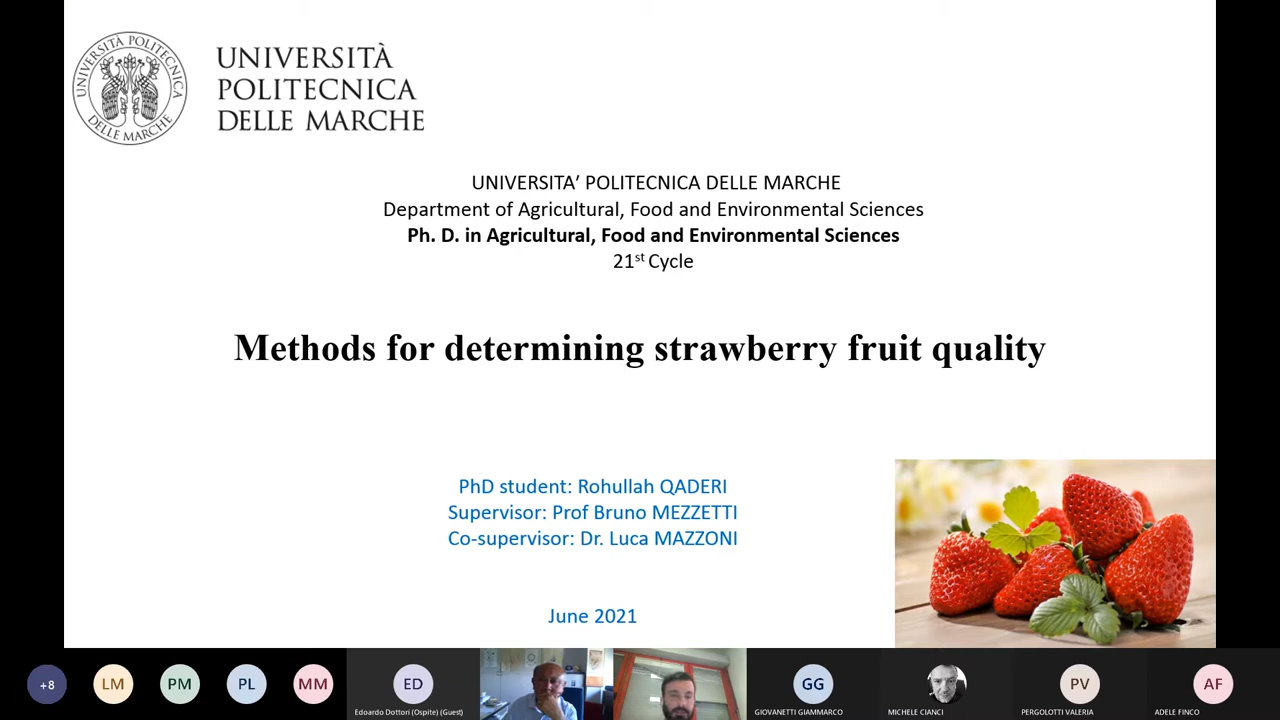 UNIVERSITÀ POLITECNICA
DELLE MARCHE
UNIVERSITÀ
POLITECNICA
DELLE MARCHE
UNIVERSITA’ POLITECNICA DELLE MARCHE
Department of Agricultural, Food and Environmental Sciences
Ph. D. in Agricultural, Food and Environmental Sciences
21st Cycle
Methods for determining strawberry fruit quality
PhD student: Rohullah QADERI
Supervisor: Prof Bruno MEZZETTI
Co-supervisor: Dr. Luca MAZZONI
June 2021
+8
LM
PM
PL
MM
ED
Edoardo Dottori (Ospite) (Guest)
GG
GIOVANETTI GIAMMARCO
MICHELE CIANCI
PV
PERGOLOTTI VALERIA
AF
ADELE FINCO